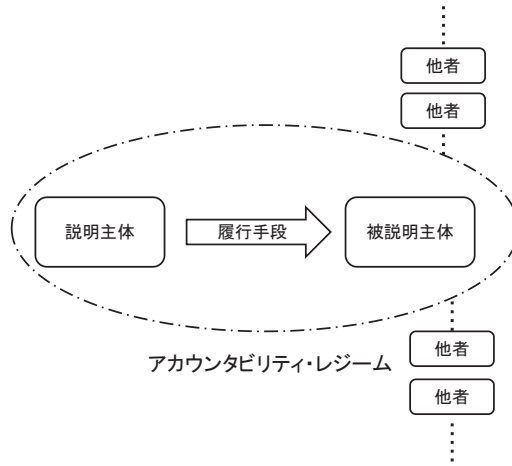 他者
他者
説明主体
履行手段
被説明主体
他者
アカウンタビリティ・レジーム
他者